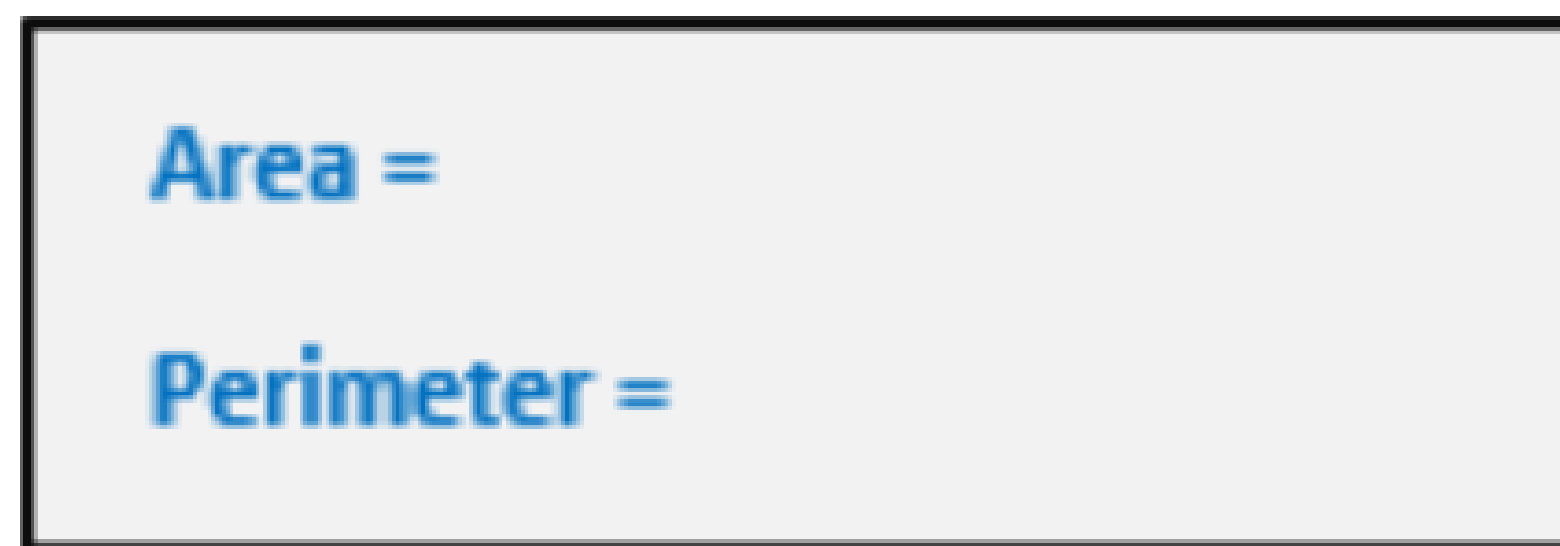 Area =
Perimeter =